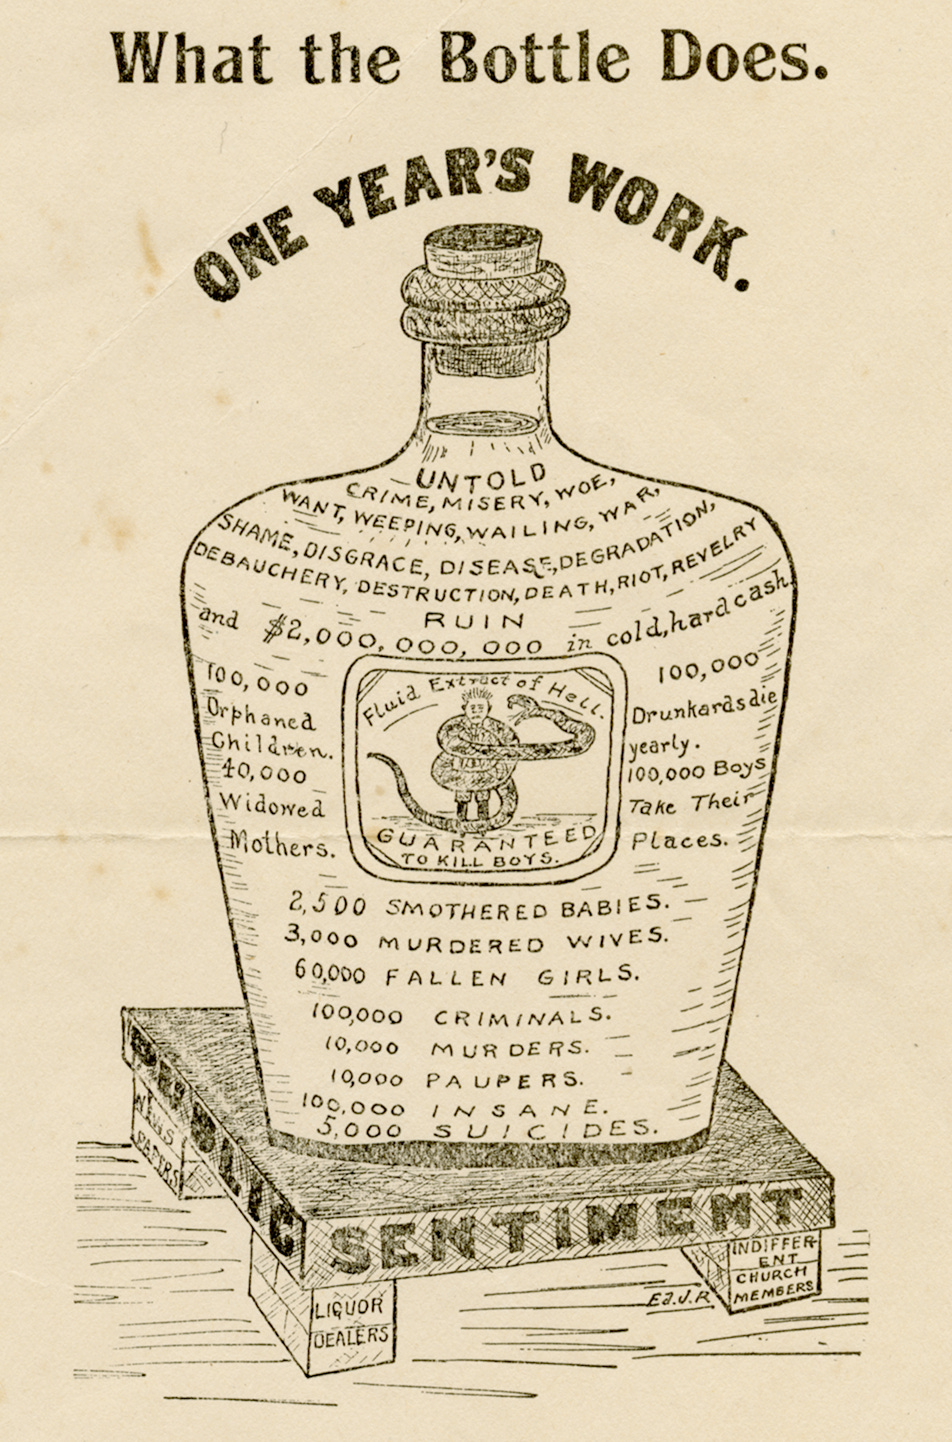 What the Bottle Does.
ONE YEAR'S WORK.
UNTOLD
CRIME, MISERY, WOE,
WANT, WEEPING, WAILING, WAR,
SHAME, DISGRACE, DISEASE, DEGRADATION,
DEBAUCHERY, DESTRUCTION, DEATH, RIOT, REVELRY
RUIN
and $2,000,000,000 in cold, hard cash
100,000
Orphaned
Children.
40,000
Widowed
Mothers.
Fluid Extract of Hell.
GUARANTEED
TO KILL BOYS.
100,000
Drunkards die
yearly.
100,000 Boys
Take Their
Places.
2,500 SMOTHERED BABIES.
3,000 MURDERED WIVES.
60,000 FALLEN GIRLS.
100,000 CRIMINALS.
10,000 MURDERS.
10,000 PAUPERS.
100,000 INSANE.
5,000 SUICIDES.
PUBLIC
SENTIMENT
NEWS
PAPERS
LIQUOR
DEALERS
INDIFFER-
ENT
CHURCH
MEMBERS
Ed. J. R.